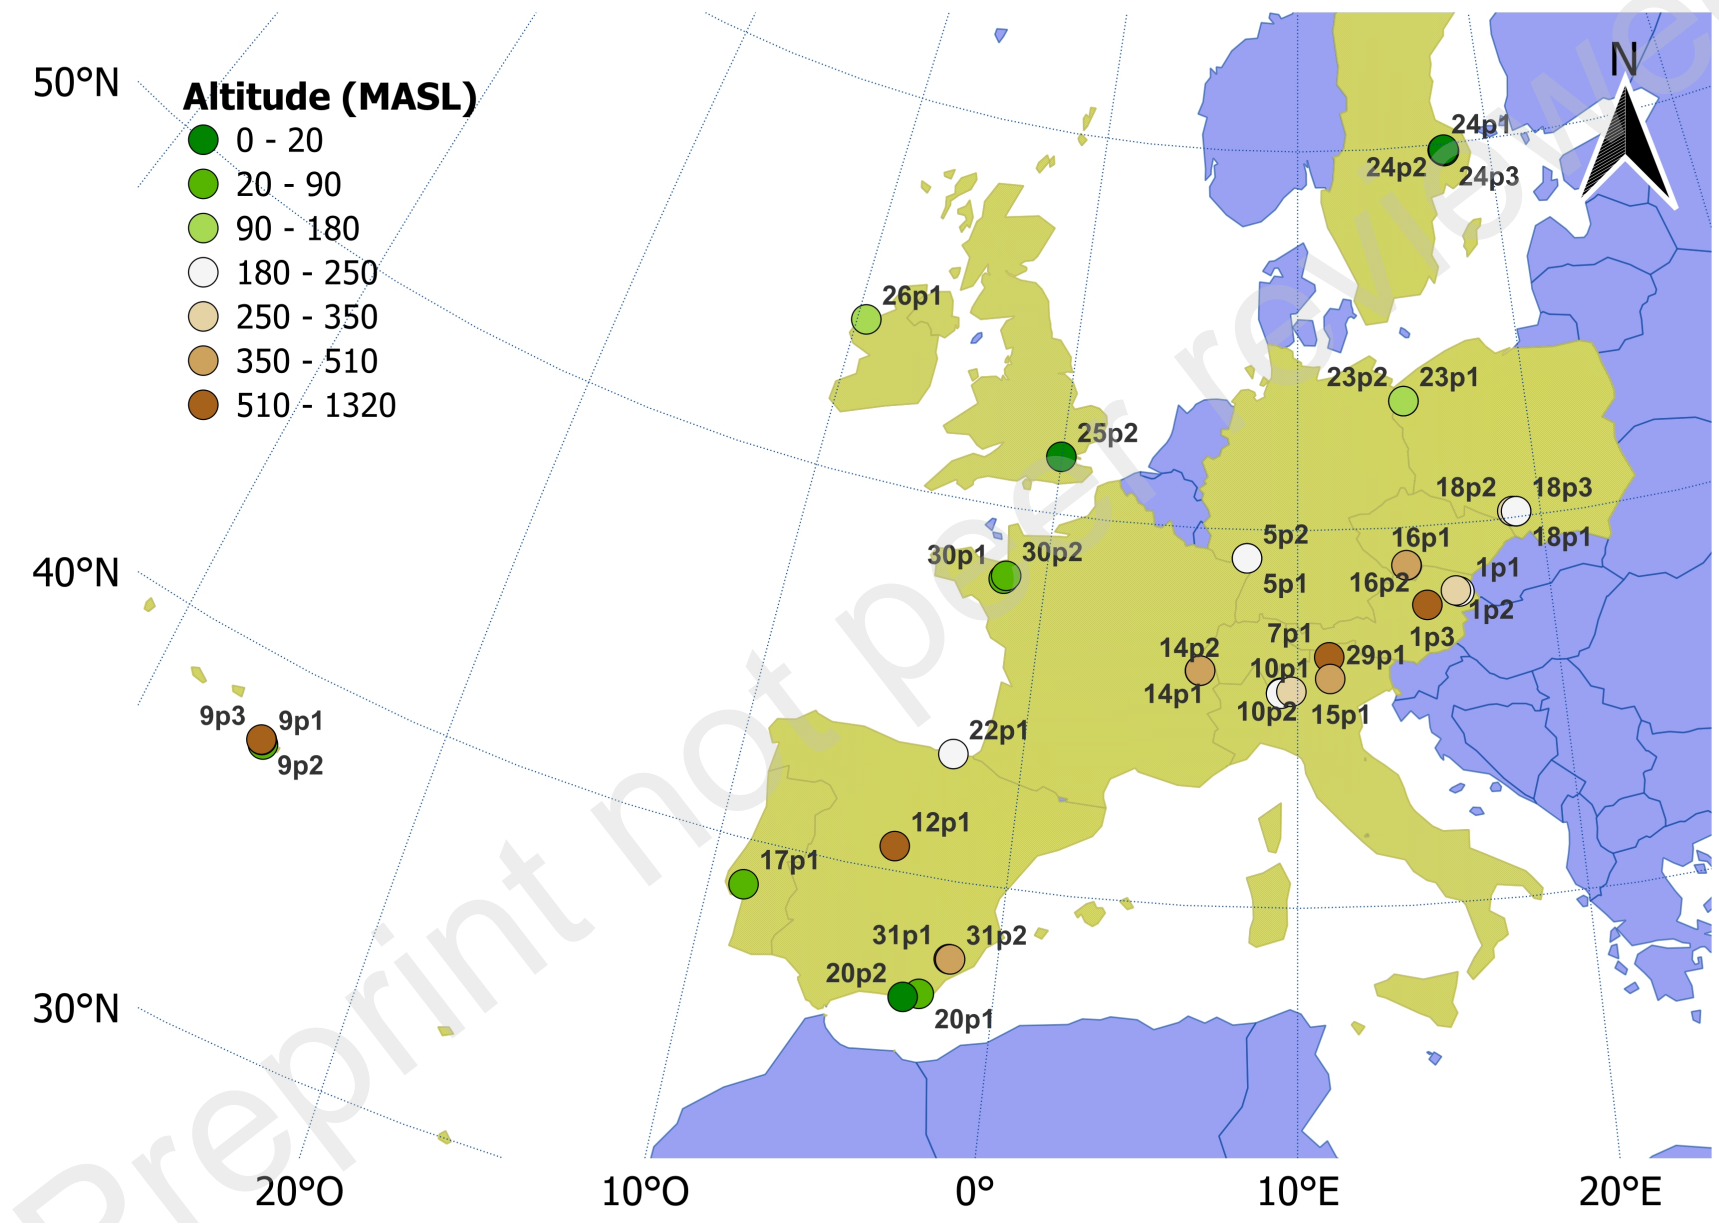 N
50°N
40°N
30°N
Altitude (MASL)
0 - 20
20 - 90
90 - 180
180 - 250
250 - 350
350 - 510
510 - 1320
24p1
24p2
24p3
26p1
23p2
23p1
25p2
18p2
18p3
18p1
5p2
5p1
16p1
16p2
30p1
30p2
1p1
1p2
1p3
7p1
29p1
14p2
14p1
10p1
10p2
15p1
9p3
9p1
9p2
22p1
12p1
17p1
31p1
31p2
20p2
20p1
20°O
10°O
0°
10°E
20°E
Preprint not peer reviewe